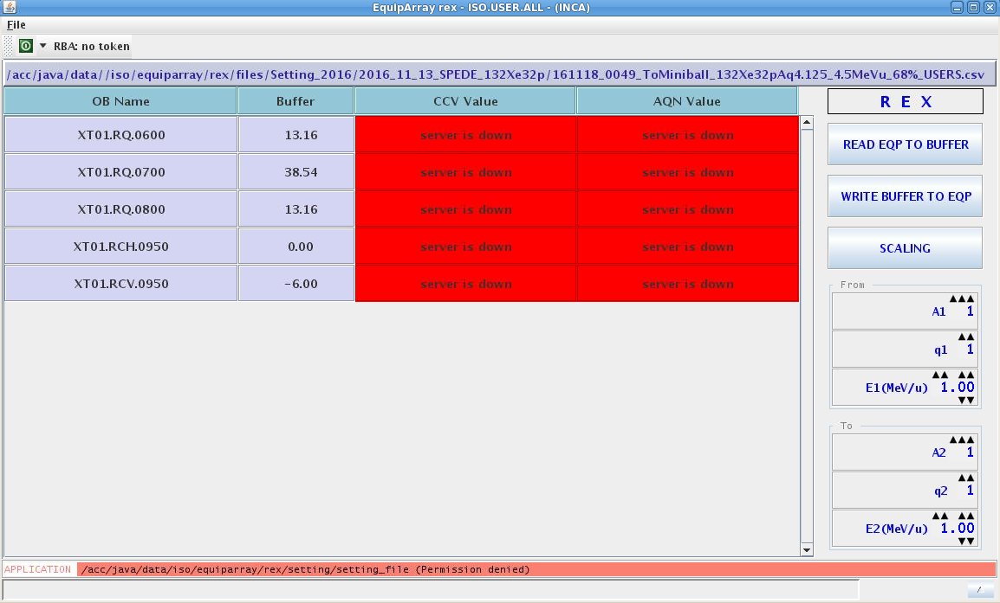 EquipArray rex - ISO.USER.ALL - (INCA)
File
RBA: no token
/acc/java/data//iso/equiparray/rex/files/Setting_2016/2016_11_13_SPEDE_132Xe32p/161118_0049_ToMiniball_132Xe32pAq4.125_4.5MeVu_68%_USERS.csv
OB Name Buffer CCV Value AQN Value
XT01.RQ.0600 13.16 server is down server is down
XT01.RQ.0700 38.54 server is down server is down
XT01.RQ.0800 13.16 server is down server is down
XT01.RCH.0950 0.00 server is down server is down
XT01.RCV.0950 -6.00 server is down server is down
R E X
READ EQP TO BUFFER
WRITE BUFFER TO EQP
SCALING
From
A1 1
q1 1
E1(MeV/u) 1.00
To
A2 1
q2 1
E2(MeV/u) 1.00
APPLICATION /acc/java/data/iso/equiparray/rex/setting/setting_file (Permission denied)